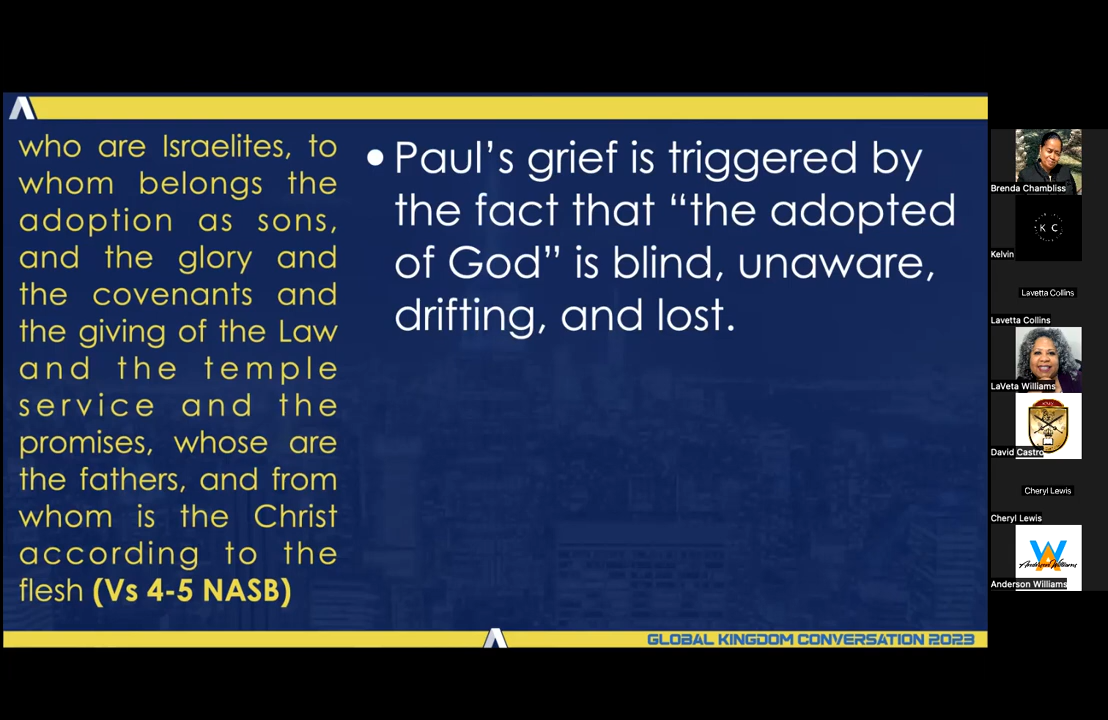 who are Israelites, to
whom belongs the
adoption as sons,
and the glory and
the covenants and
the giving of the Law
and the temple
service and the
promises, whose are
the fathers, and from
whom is the Christ
according to the
flesh (Vs 4-5 NASB)
• Paul’s grief is triggered by
the fact that “the adopted
of God” is blind, unaware,
drifting, and lost.
GLOBAL KINGDOM CONVERSATION 2023
Brenda Chambliss
K C
Kelvin
Lavetta Collins
Lavetta Collins
LaVeta Williams
David Castro
Cheryl Lewis
Cheryl Lewis
Anderson Williams
Anderson Williams